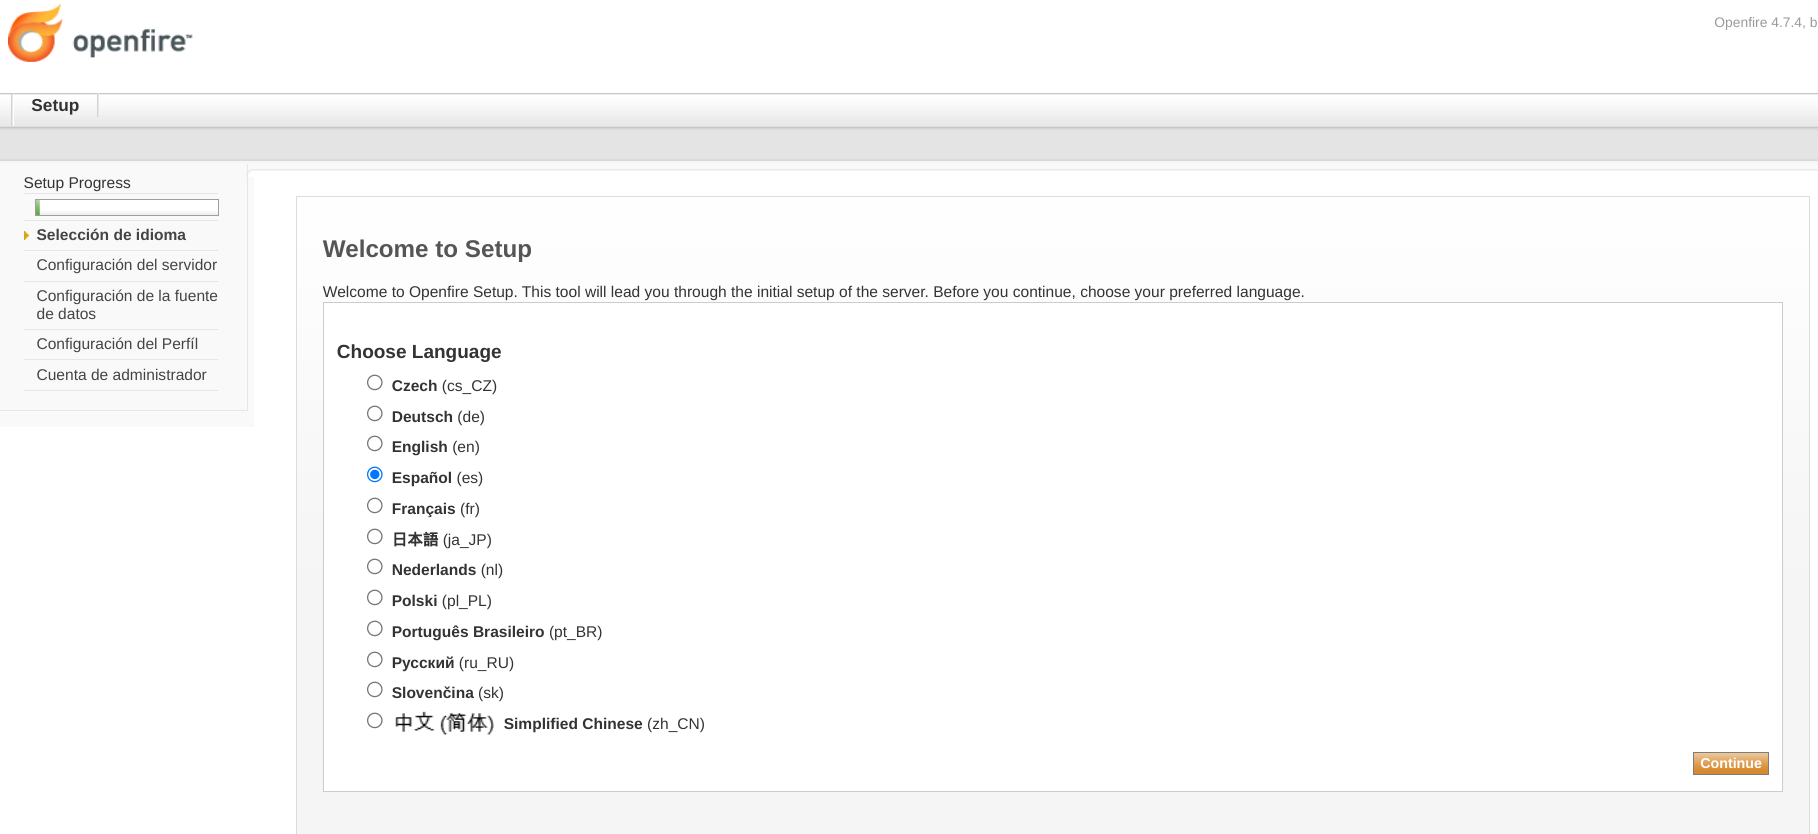 openfire™
Openfire 4.7.4, b
Setup
Setup Progress
Selección de idioma
Configuración del servidor
Configuración de la fuente
de datos
Configuración del Perfíl
Cuenta de administrador
Welcome to Setup
Welcome to Openfire Setup. This tool will lead you through the initial setup of the server. Before you continue, choose your preferred language.
Choose Language
Czech (cs_CZ)
Deutsch (de)
English (en)
Español (es)
Français (fr)
日本語 (ja_JP)
Nederlands (nl)
Polski (pl_PL)
Português Brasileiro (pt_BR)
Русский (ru_RU)
Slovenčina (sk)
中文 (简体) Simplified Chinese (zh_CN)
Continue